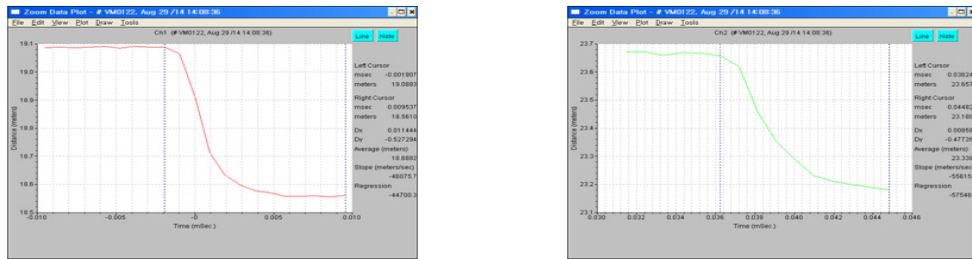 Zoom Data Plot - # VM0122, Aug 29 /14 14:08:36
File Edit View Plot Draw Tools
Ch1 (# VM0122, Aug 29 /14 14:08:36)
Line Note
19.1
19.0
18.9
18.8
18.7
18.6
18.5
Distance (meters)
-0.010 -0.005 -0 0.005 0.010
Time (mSec.)
Left Cursor
msec -0.001907
meters 19.0883
Right Cursor
msec 0.009537
meters 18.5610
Dx 0.011444
Dy -0.527294
Average (meters)
18.6882
Slope (meters/sec)
-46075.7
Regression
-44700.3
Zoom Data Plot - # VM0122, Aug 29 /14 14:08:36
File Edit View Plot Draw Tools
Ch2 (# VM0122, Aug 29 /14 14:08:36)
Line Note
23.7
23.6
23.5
23.4
23.3
23.2
23.1
Distance (meters)
0.030 0.032 0.034 0.036 0.038 0.040 0.042 0.044 0.046
Time (mSec.)
Left Cursor
msec 0.03624
meters 23.657
Right Cursor
msec 0.04482
meters 23.180
Dx 0.00858
Dy -0.47735
Average (meters)
23.338
Slope (meters/sec)
-55615.
Regression
-57546.